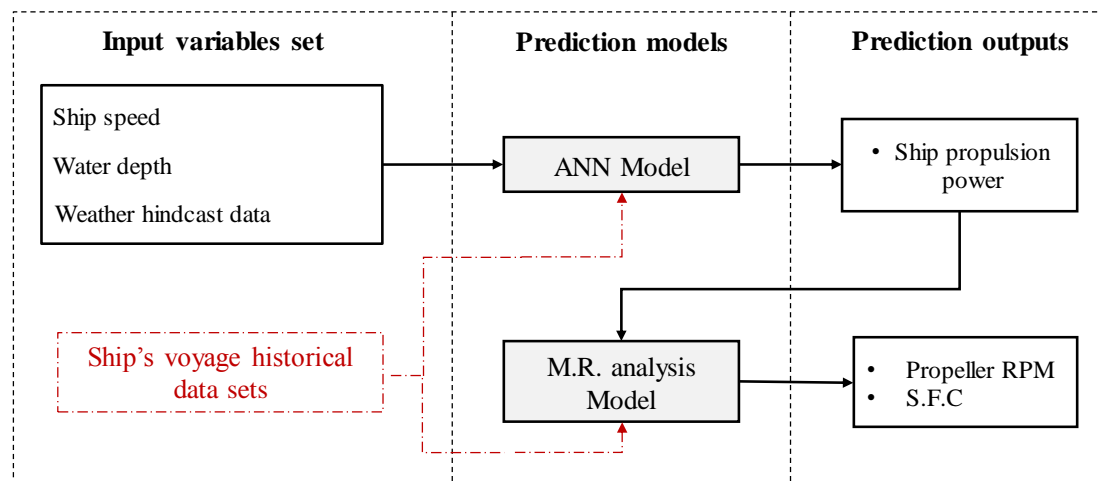 Input variables set
Prediction models
Prediction outputs
Ship speed
Water depth
Weather hindcast data
ANN Model
• Ship propulsion
power
Ship's voyage historical
data sets
M.R. analysis
Model
• Propeller RPM
• S.F.C